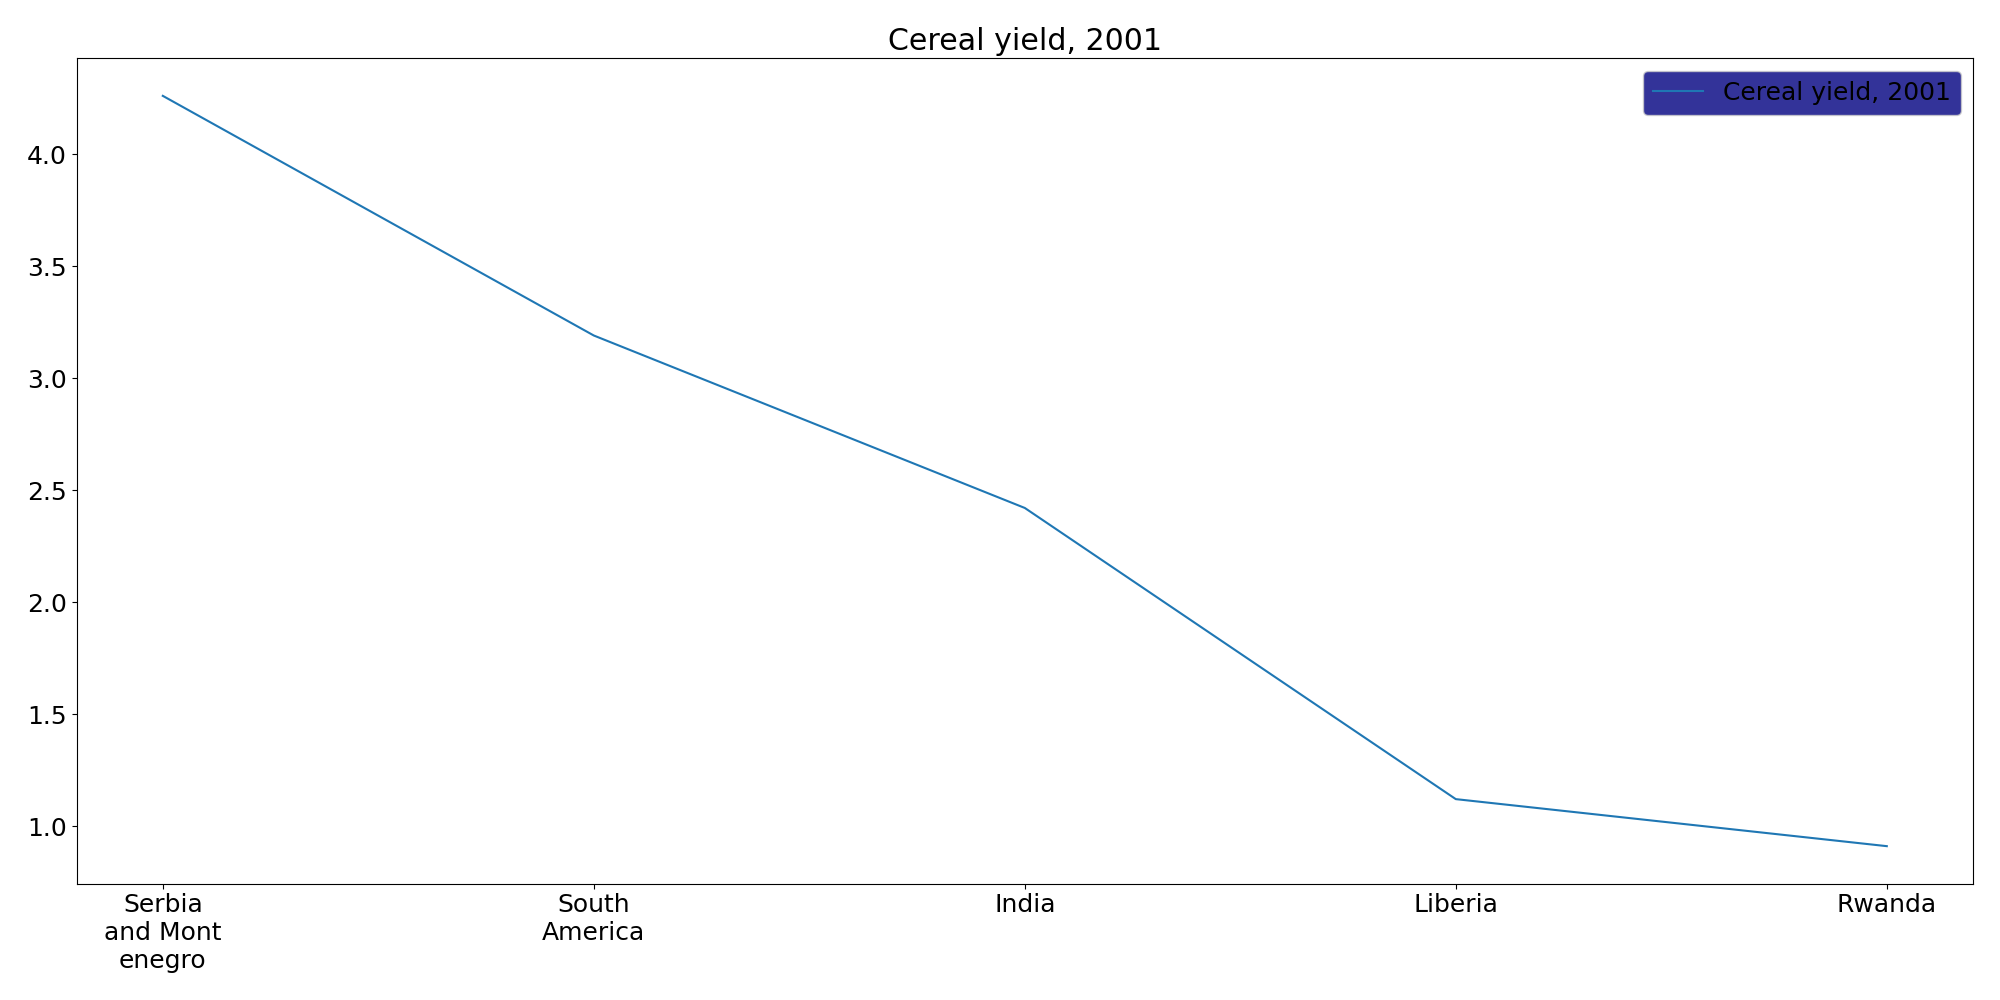 Cereal yield, 2001
Cereal yield, 2001
4.0
3.5
3.0
2.5
2.0
1.5
1.0
Serbia
and Mont
enegro
South
America
India
Liberia
Rwanda